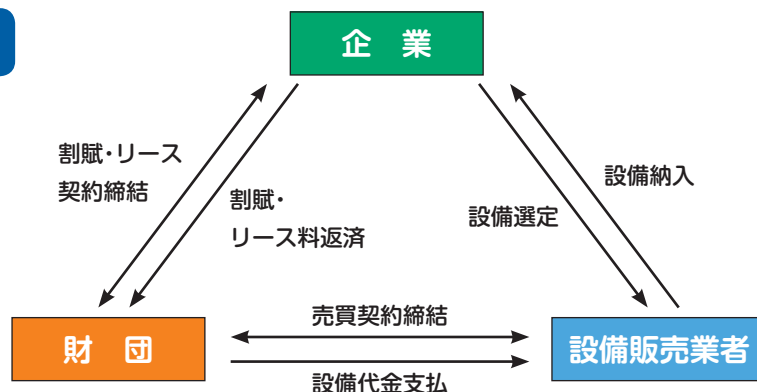 企 業
割賦・リース
契約締結
割賦・
リース料返済
設備選定
設備納入
売買契約締結
財 団
設備販売業者
設備代金支払